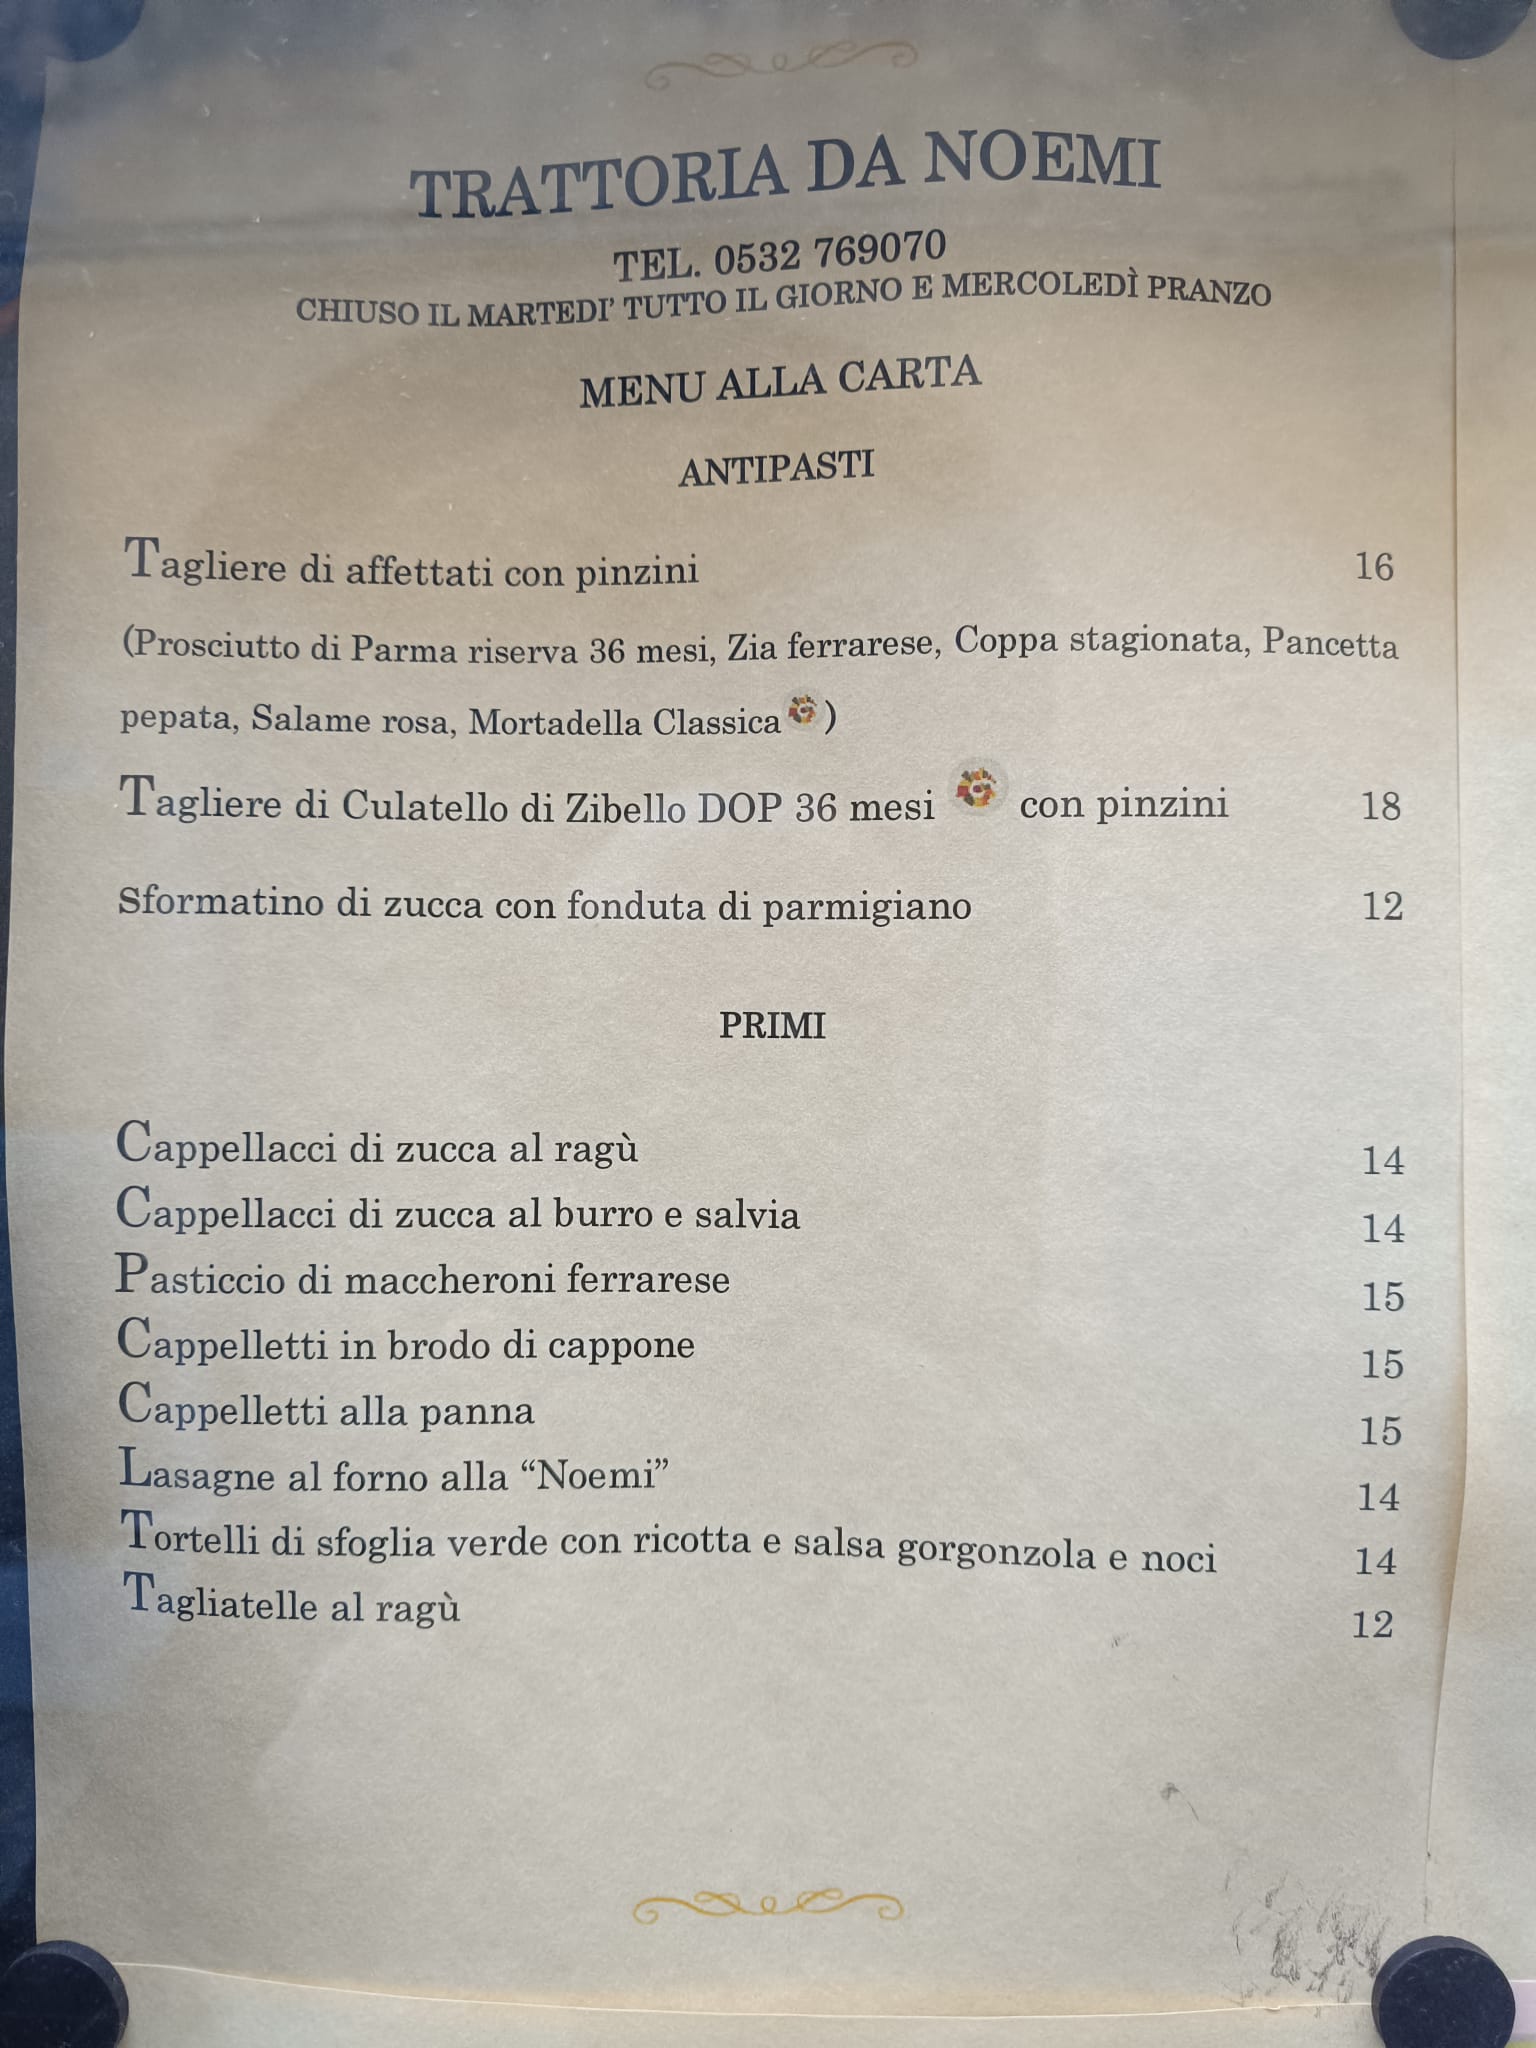 TRATTORIA DA NOEMI
TEL. 0532 769070
CHIUSO IL MARTEDI' TUTTO IL GIORNO E MERCOLEDÌ PRANZO
MENU ALLA CARTA
ANTIPASTI
Tagliere di affettati con pinzini 16
(Prosciutto di Parma riserva 36 mesi, Zia ferrarese, Coppa stagionata, Pancetta
pepata, Salame rosa, Mortadella Classica )
Tagliere di Culatello di Zibello DOP 36 mesi con pinzini 18
Sformatino di zucca con fonduta di parmigiano 12
PRIMI
Cappellacci di zucca al ragù 14
Cappellacci di zucca al burro e salvia 14
Pasticcio di maccheroni ferrarese 15
Cappelletti in brodo di cappone 15
Cappelletti alla panna 15
Lasagne al forno alla “Noemi” 14
Tortelli di sfoglia verde con ricotta e salsa gorgonzola e noci 14
Tagliatelle al ragù 12